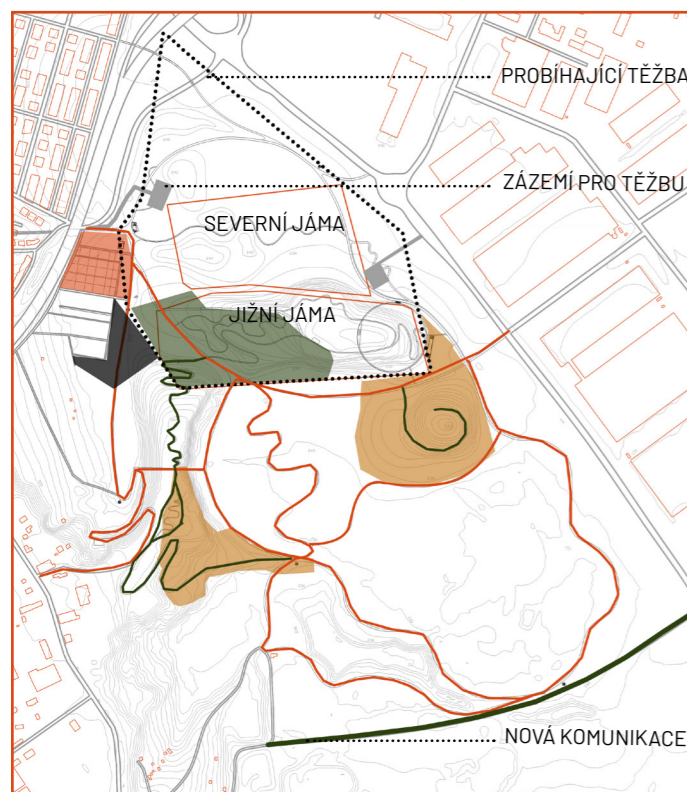 PROBÍHAJÍCÍ TĚŽBA
ZÁZEMÍ PRO TĚŽBU
SEVERNÍ JÁMA
JIŽNÍ JÁMA
NOVÁ KOMUNIKACE